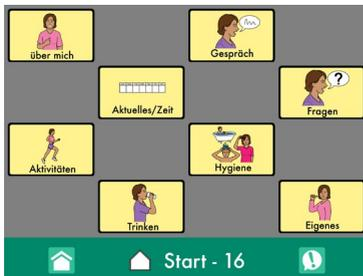 über mich
Gespräch
Aktuelles/Zeit
Fragen
Aktivitäten
Hygiene
Trinken
Eigenes
Start - 16